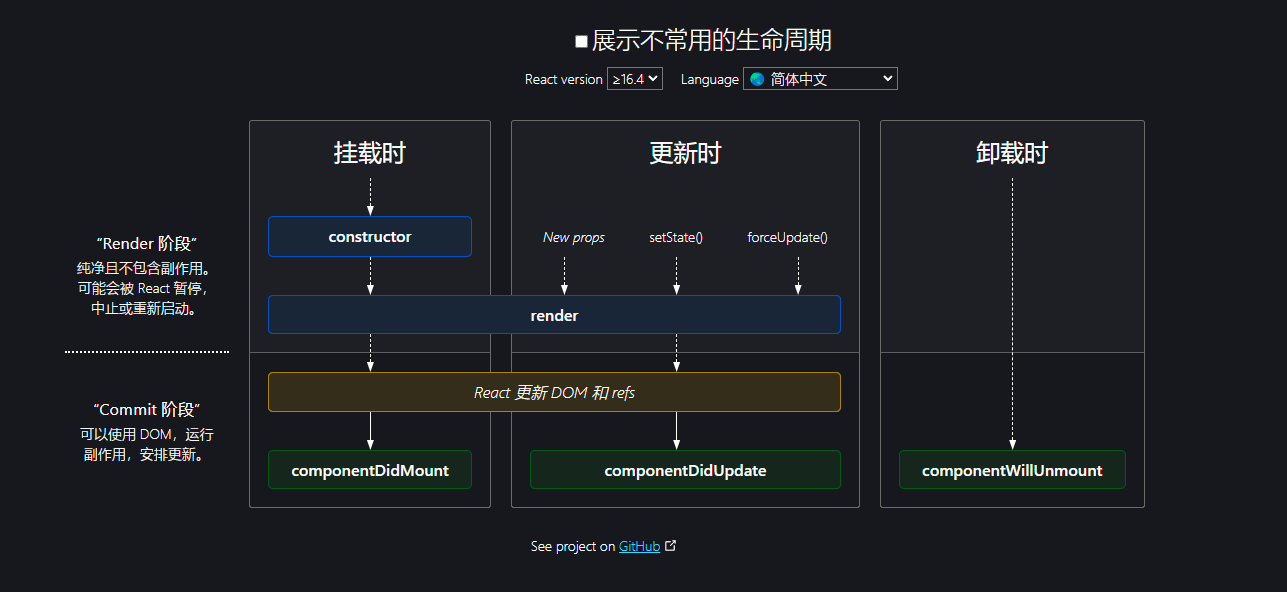 展示不常用的生命周期
React version ≥16.4 Language 简体中文
挂载时
更新时
卸载时
“Render 阶段”
纯净且不包含副作用。
可能会被 React 暂停，
中止或重新启动。
constructor
New props
setState()
forceUpdate()
render
“Commit 阶段”
可以使用 DOM，运行
副作用，安排更新。
React 更新 DOM 和 refs
componentDidMount
componentDidUpdate
componentWillUnmount
See project on GitHub